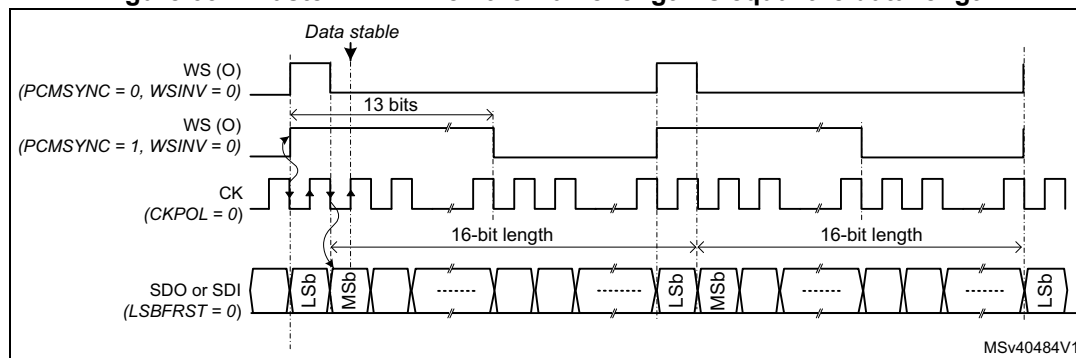 Data stable
WS (O)
(PCMSYNC = 0, WSINV = 0)
13 bits
WS (O)
(PCMSYNC = 1, WSINV = 0)
CK
(CKPOL = 0)
16-bit length
16-bit length
SDO or SDI
(LSBFRST = 0)
LSb
MSb
LSb
MSb
LSb
MSv40484V1